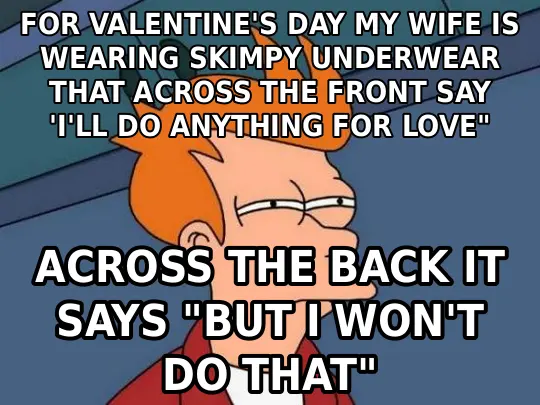 FOR VALENTINE'S DAY MY WIFE IS
WEARING SKIMPY UNDERWEAR
THAT ACROSS THE FRONT SAY
'I'LL DO ANYTHING FOR LOVE"
ACROSS THE BACK IT
SAYS "BUT I WON'T
DO THAT"